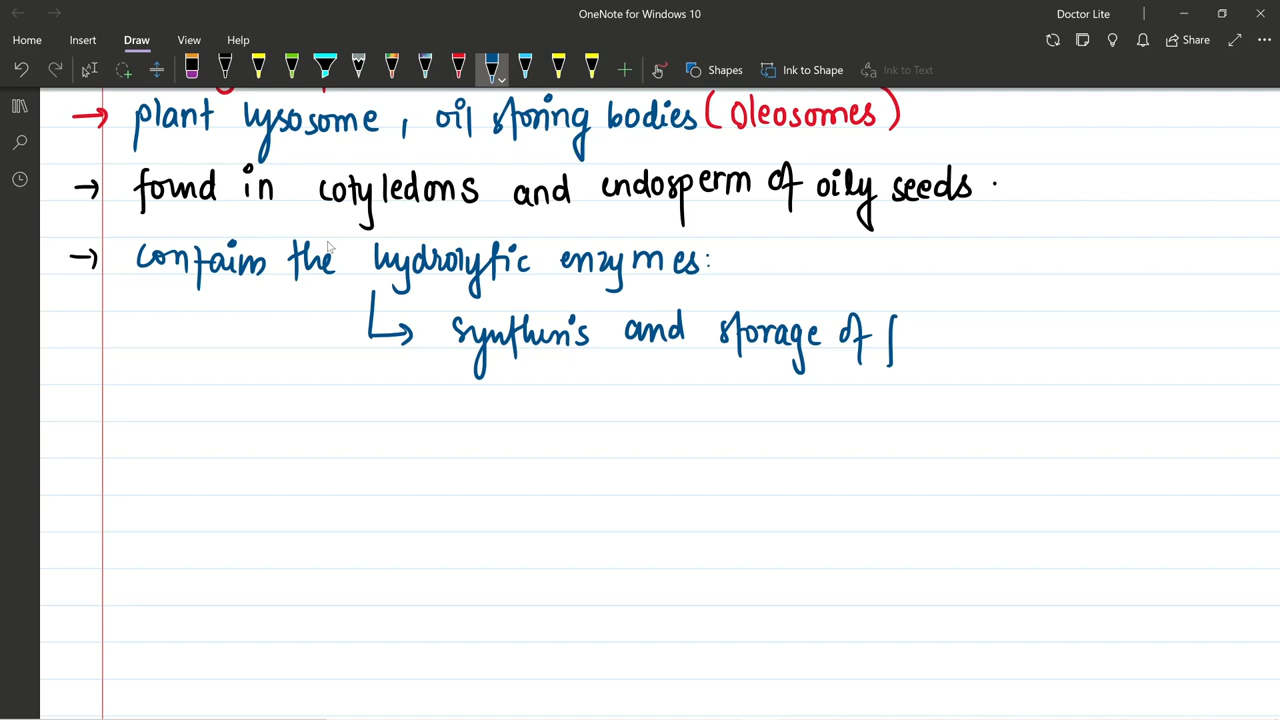 OneNote for Windows 10
Doctor Lite
Home Insert Draw View Help
Share
Shapes Ink to Shape Ink to Text
→ plant lysosome, oil storing bodies (Oleosomes)
→ found in cotyledons and endosperm of oily seeds.
→ contains the hydrolytic enzymes:
↳ synthesis and storage of